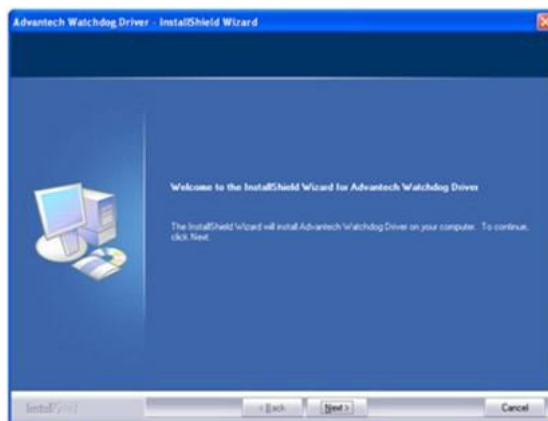 Advantech Watchdog Driver - InstallShield Wizard
Welcome to the InstallShield Wizard for Advantech Watchdog Driver
The InstallShield Wizard will install Advantech Watchdog Driver on your computer. To continue,
click Next.
InstallShield
< Back
Next >
Cancel